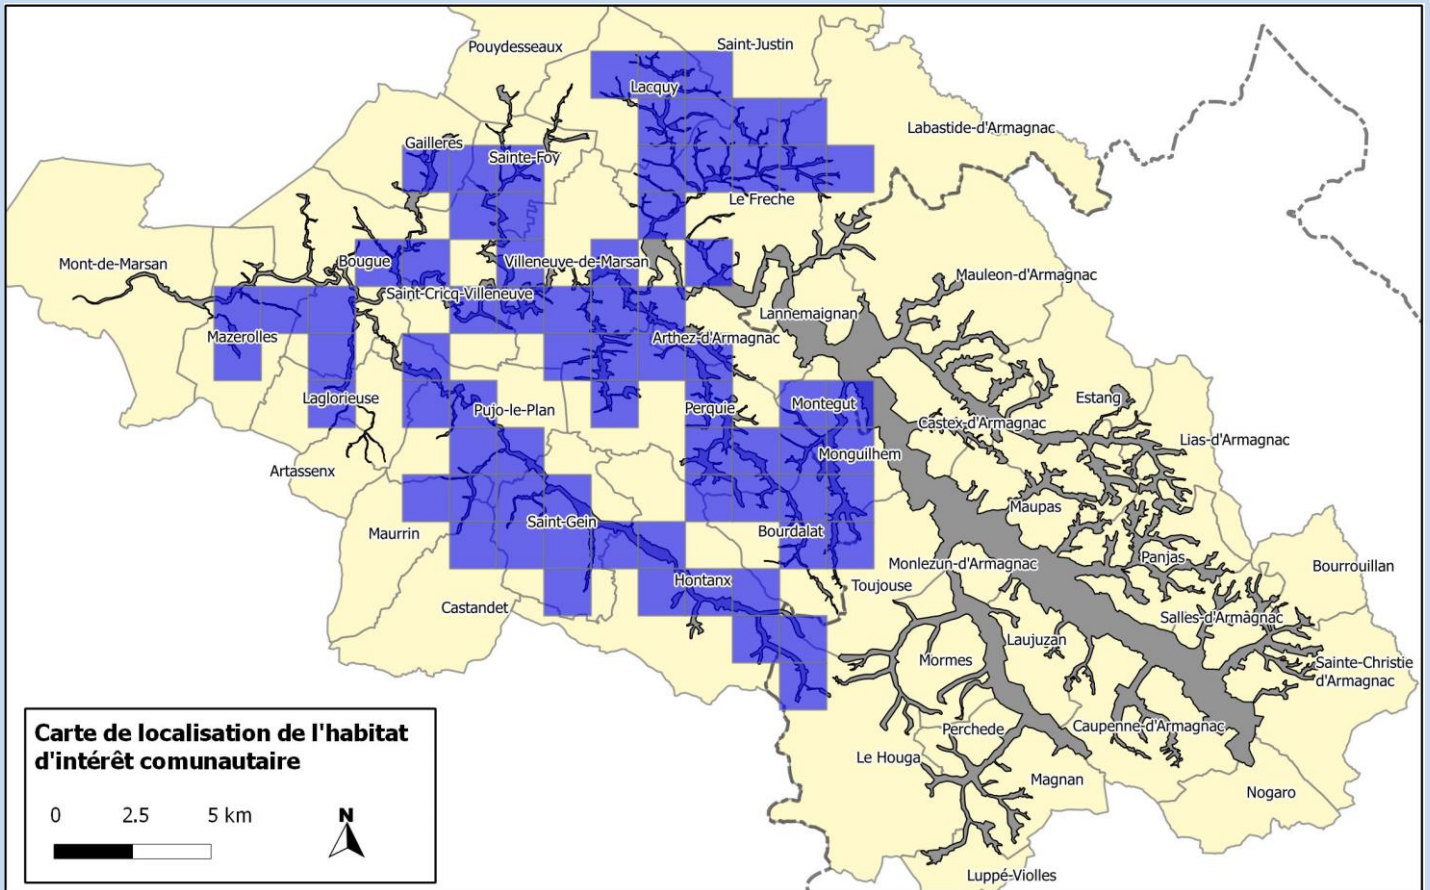 Pouydesseaux
Saint-Justin
Lacquy
Labastide-d'Armagnac
Gailleres
Sainte-Foy
Le Freche
Mont-de-Marsan
Bougue
Villeneuve-de-Marsan
Mauleon-d'Armagnac
Saint-Cricq-Villeneuve
Lannemaignan
Mazerolles
Arthez-d'Armagnac
Laglorieuse
Pujo-le-Plan
Perquie
Montegut
Estang
Castex-d'Armagnac
Lias-d'Armagnac
Monguilhem
Artassenx
Maupas
Maurrin
Saint-Gein
Bourdalat
Monlezun-d'Armagnac
Panjas
Bourrouillan
Hontanx
Toujouse
Castandet
Salles-d'Armagnac
Laujuzan
Mormes
Sainte-Christie
d'Armagnac
Perchede
Caupenne-d'Armagnac
Le Houga
Magnan
Nogaro
Luppé-Violles
Carte de localisation de l'habitat
d'intérêt comunautaire
0 2.5 5 km
N